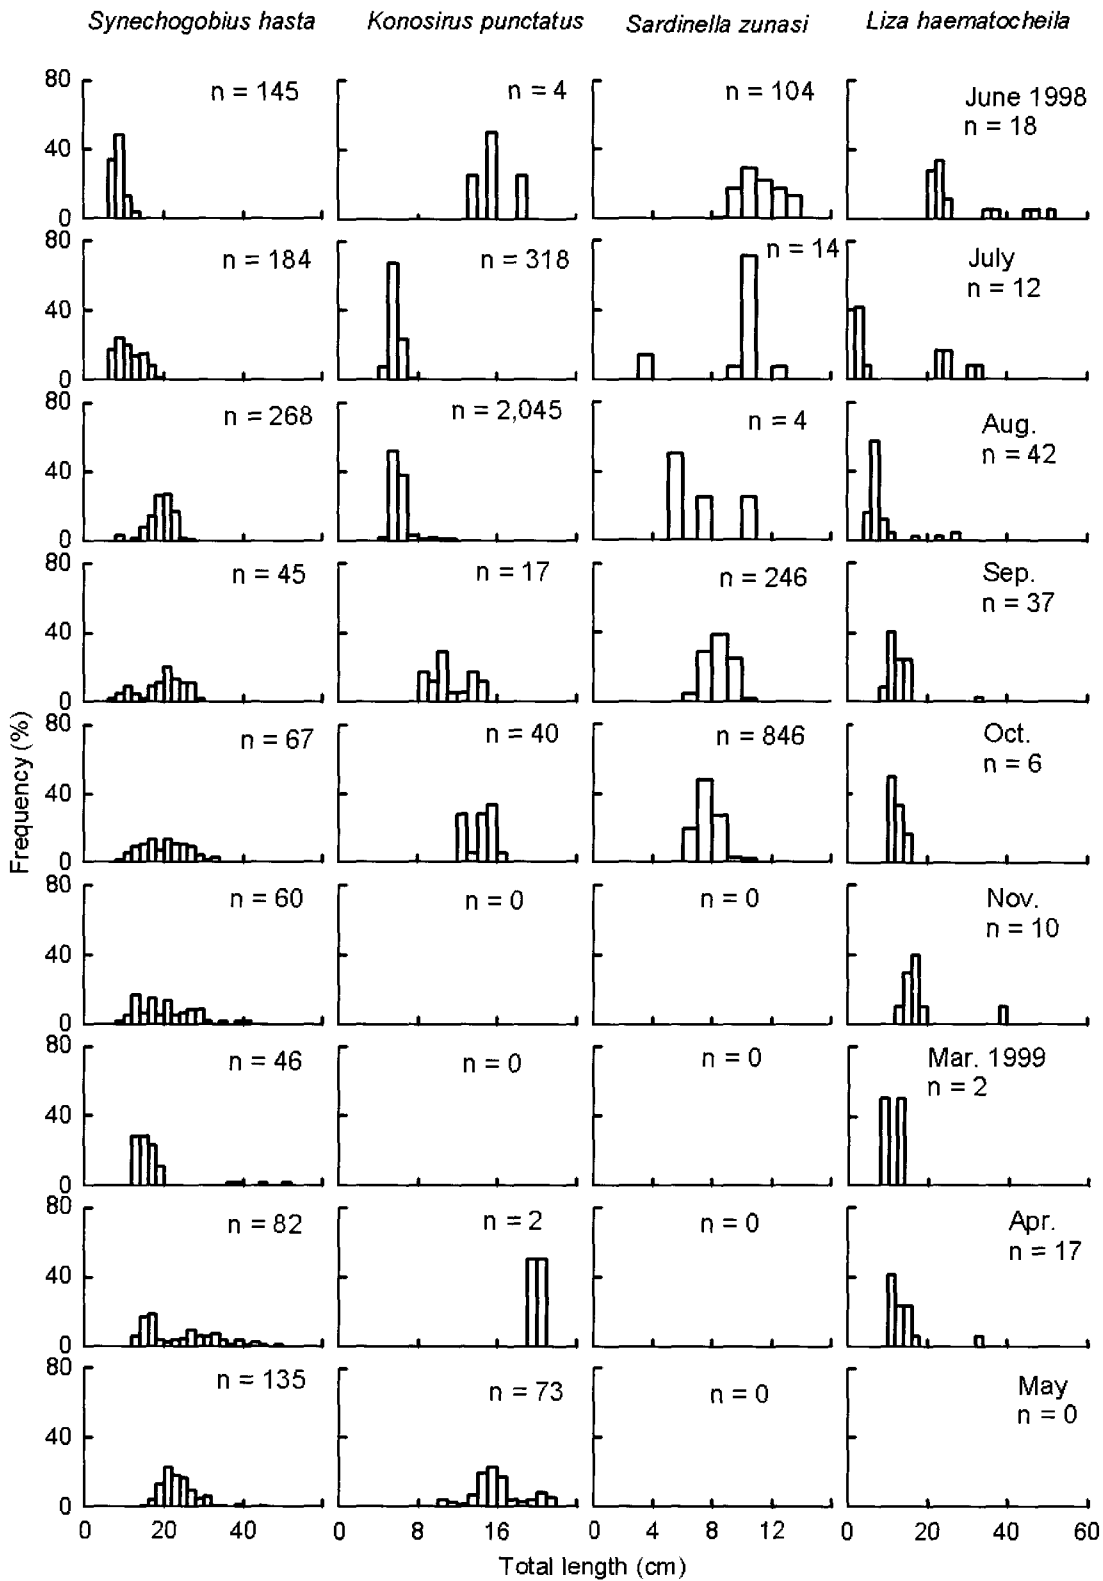 Synechogobius hasta Konosirus punctatus Sardinella zunasi Liza haematocheila
80 n = 145 n = 4 n = 104 June 1998
n = 18
40
0
80 n = 184 n = 318 n = 14 July
n = 12
40
0
80 n = 268 n = 2,045 n = 4 Aug.
n = 42
40
0
80 n = 45 n = 17 n = 246 Sep.
n = 37
40
0
80 n = 67 n = 40 n = 846 Oct.
n = 6
40
0
80 n = 60 n = 0 n = 0 Nov.
n = 10
40
0
80 n = 46 n = 0 n = 0 Mar. 1999
n = 2
40
0
80 n = 82 n = 2 n = 0 Apr.
n = 17
40
0
80 n = 135 n = 73 n = 0 May
n = 0
40
0
0 20 40 0 8 16 0 4 8 12 0 20 40 60
Total length (cm)
Frequency (%)